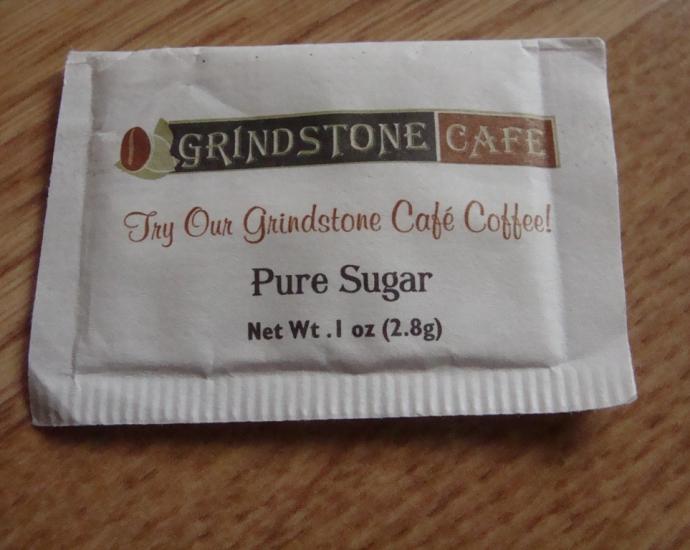 GRINDSTONE CAFE
Try Our Grindstone Café Coffee!
Pure Sugar
Net Wt .1 oz (2.8g)